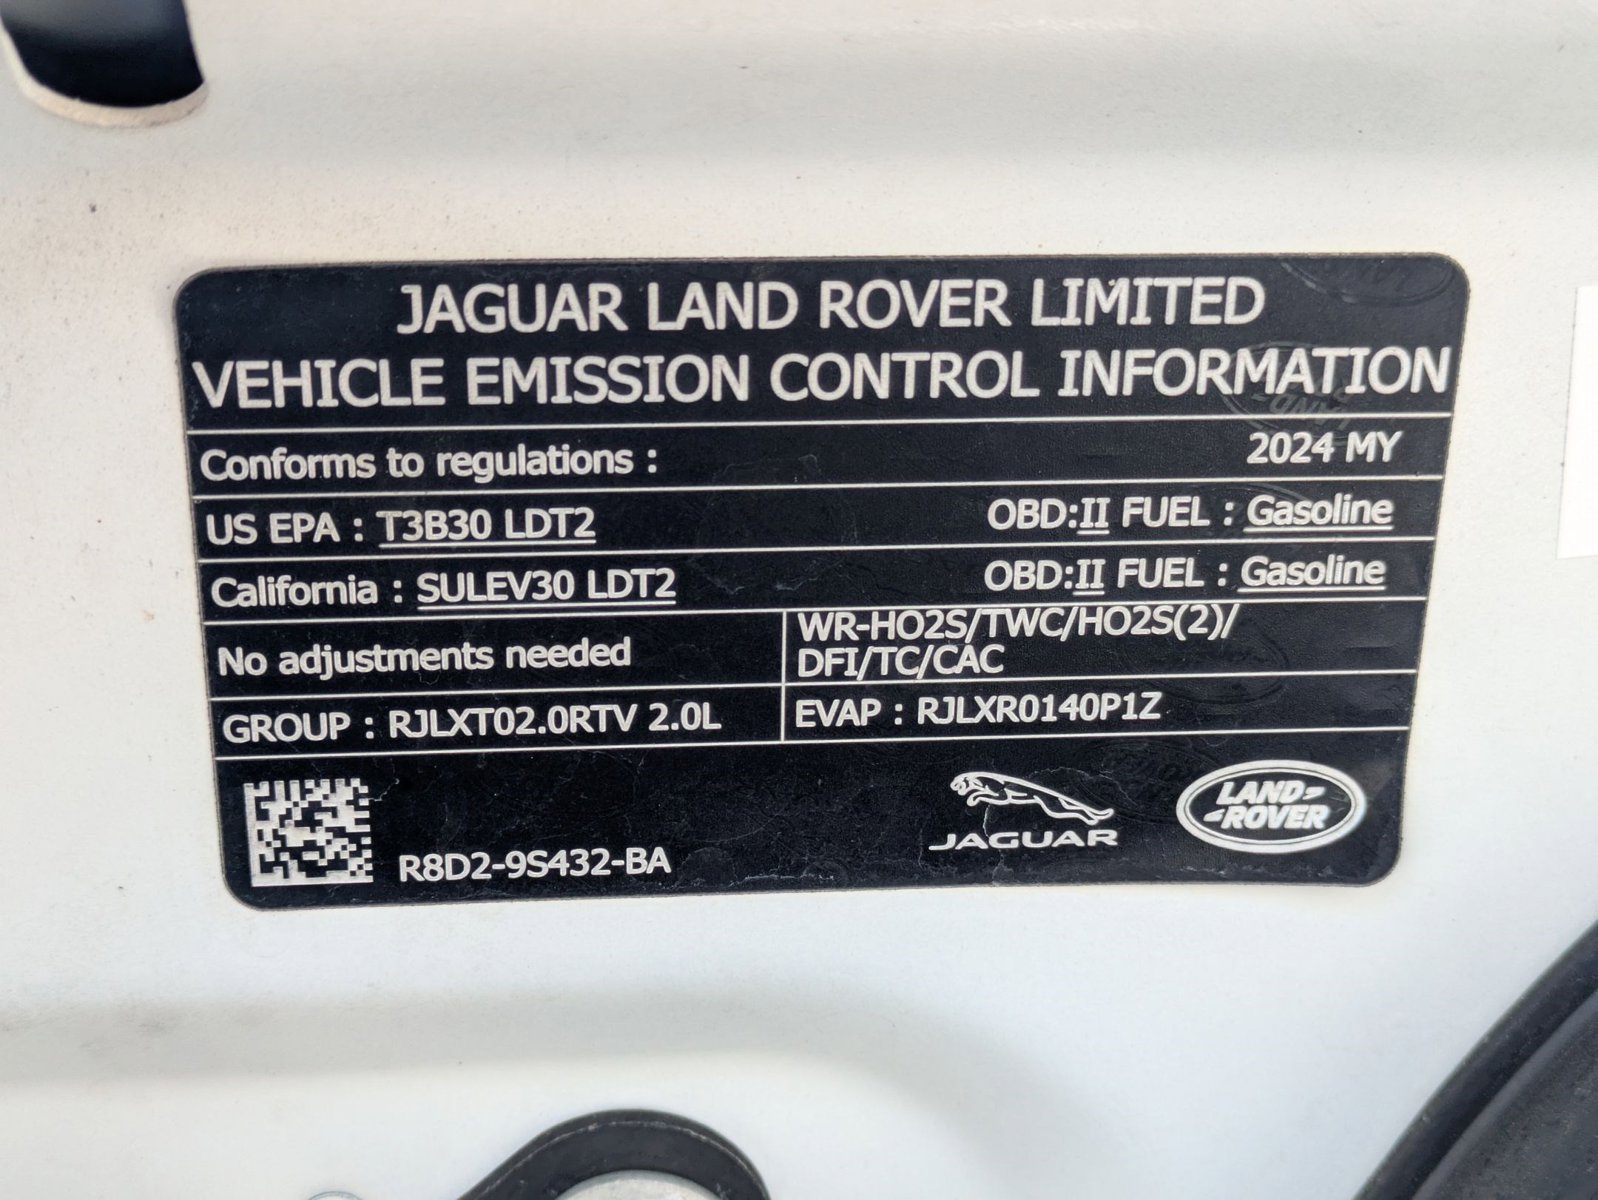 JAGUAR LAND ROVER LIMITED
VEHICLE EMISSION CONTROL INFORMATION
Conforms to regulations : 2024 MY
US EPA : T3B30 LDT2 OBD:II FUEL : Gasoline
California : SULEV30 LDT2 OBD:II FUEL : Gasoline
No adjustments needed
WR-HO2S/TWC/HO2S(2)/
DFI/TC/CAC
GROUP : RJLXT02.0RTV 2.0L
EVAP : RJLXR0140P1Z
R8D2-9S432-BA
JAGUAR
LAND-
-ROVER